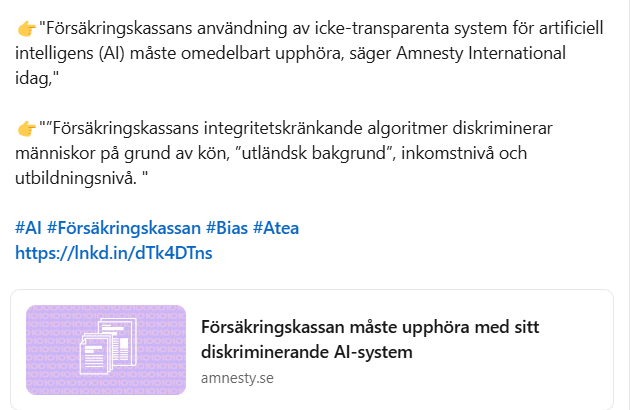 👉"Försäkringskassans användning av icke-transparenta system för artificiell
intelligens (AI) måste omedelbart upphöra, säger Amnesty International
idag,"
👉"”Försäkringskassans integritetskränkande algoritmer diskriminerar
människor på grund av kön, ”utländsk bakgrund”, inkomstnivå och
utbildningsnivå. "
#AI #Försäkringskassan #Bias #Atea
https://lnkd.in/dTk4DTns
Försäkringskassan måste upphöra med sitt
diskriminerande AI-system
amnesty.se